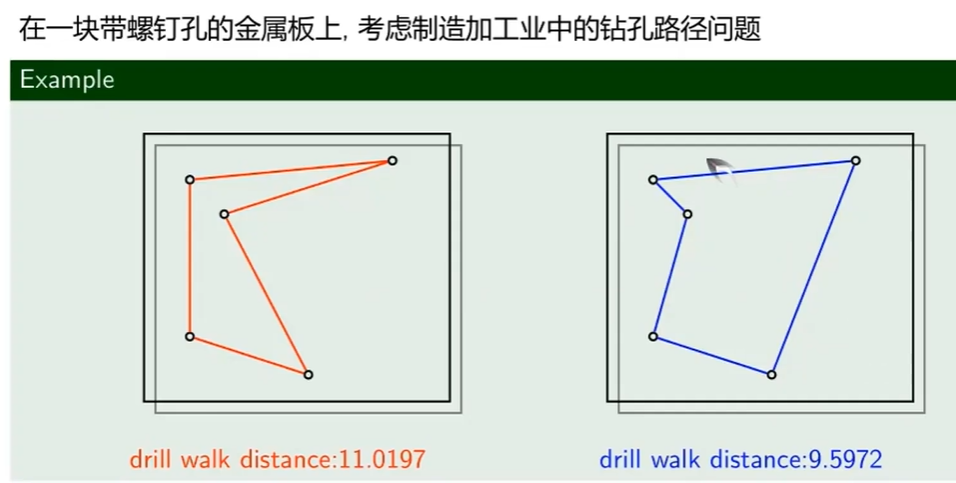 在一块带螺钉孔的金属板上, 考虑制造加工业中的钻孔路径问题
Example
drill walk distance:11.0197
drill walk distance:9.5972